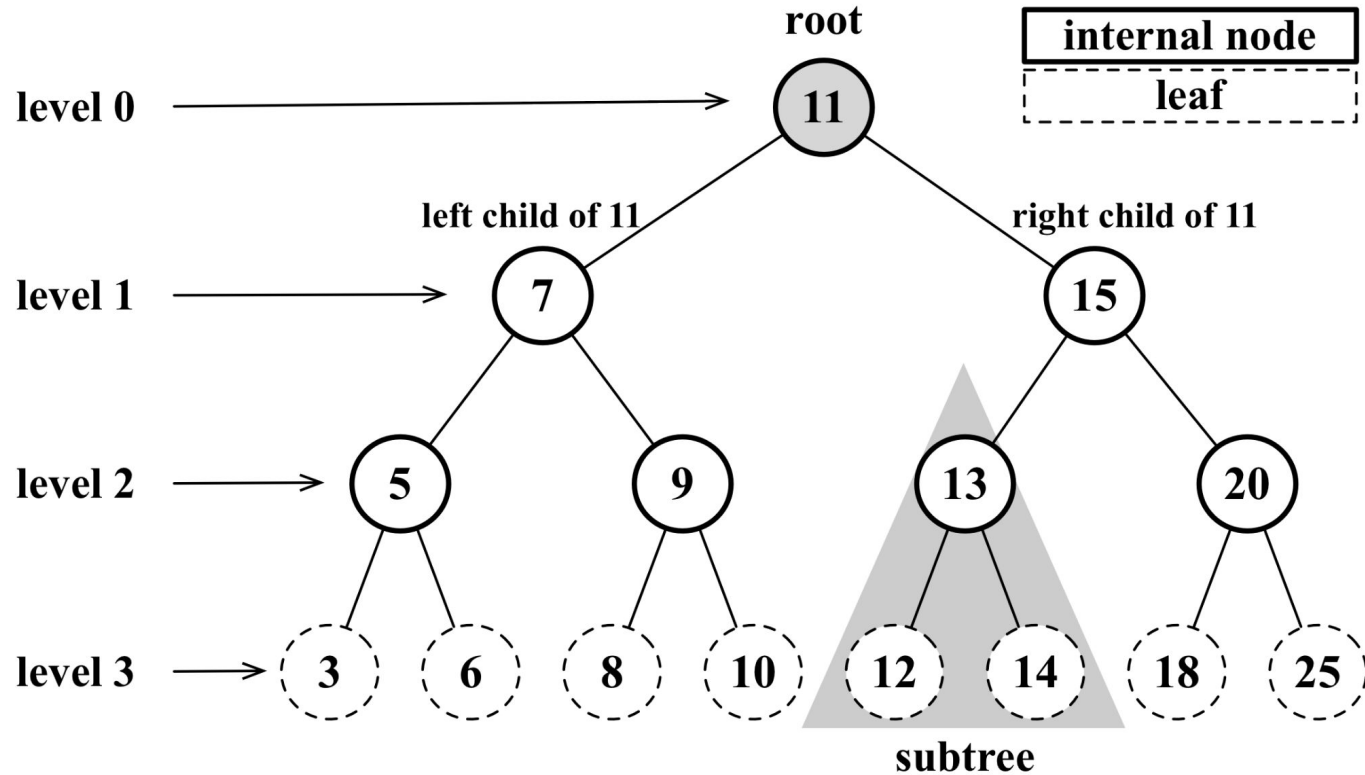 root
internal node
leaf
level 0
11
left child of 11
right child of 11
level 1
7
15
level 2
5
9
13
20
level 3
3
6
8
10
12
14
18
25
subtree